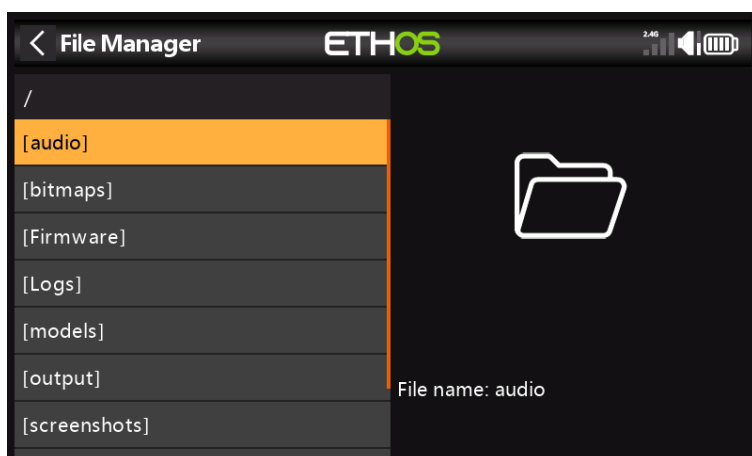 File Manager
ETHOS
2.4G
/
[audio]
[bitmaps]
[Firmware]
[Logs]
[models]
[output]
[screenshots]
File name: audio